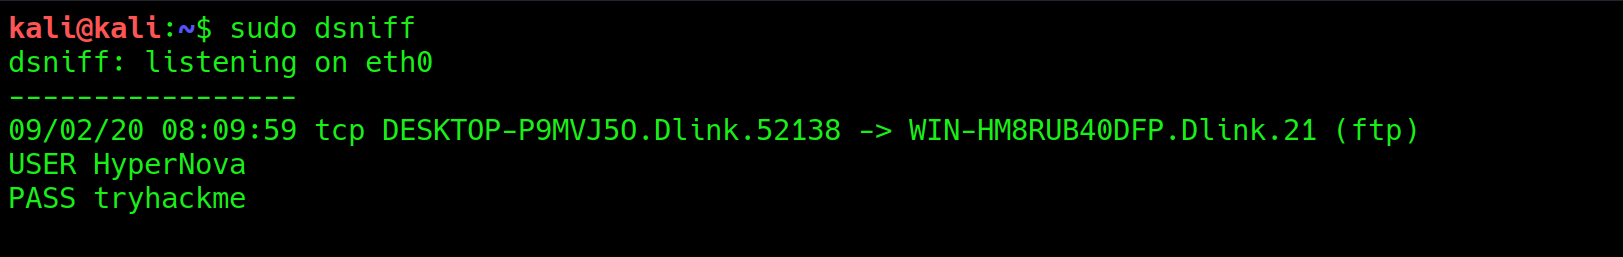 kali@kali:~$ sudo dsniff
dsniff: listening on eth0
-----------------
09/02/20 08:09:59 tcp DESKTOP-P9MVJ5O.Dlink.52138 -> WIN-HM8RUB40DFP.Dlink.21 (ftp)
USER HyperNova
PASS tryhackme